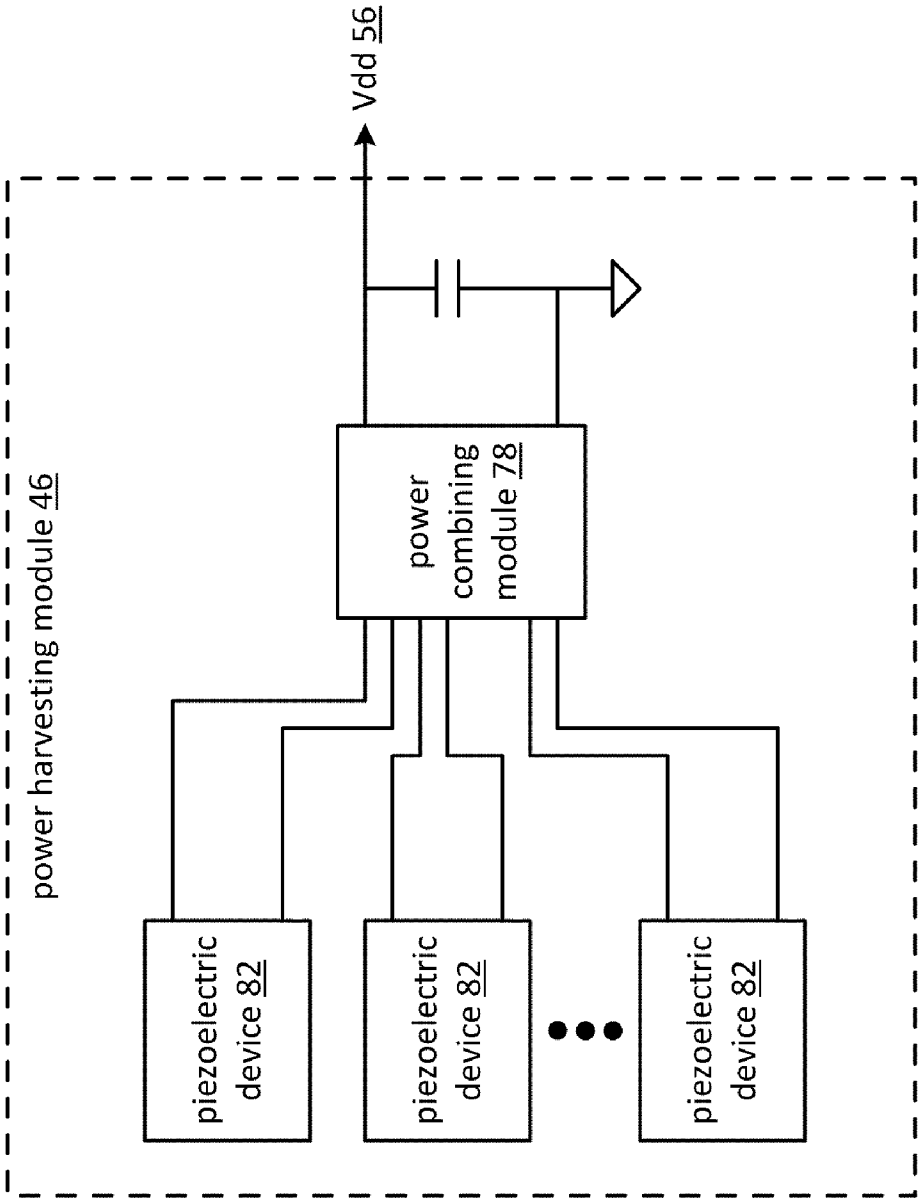 power harvesting module 46
piezoelectric
device 82
piezoelectric
device 82
piezoelectric
device 82
power
combining
module 78
Vdd 56